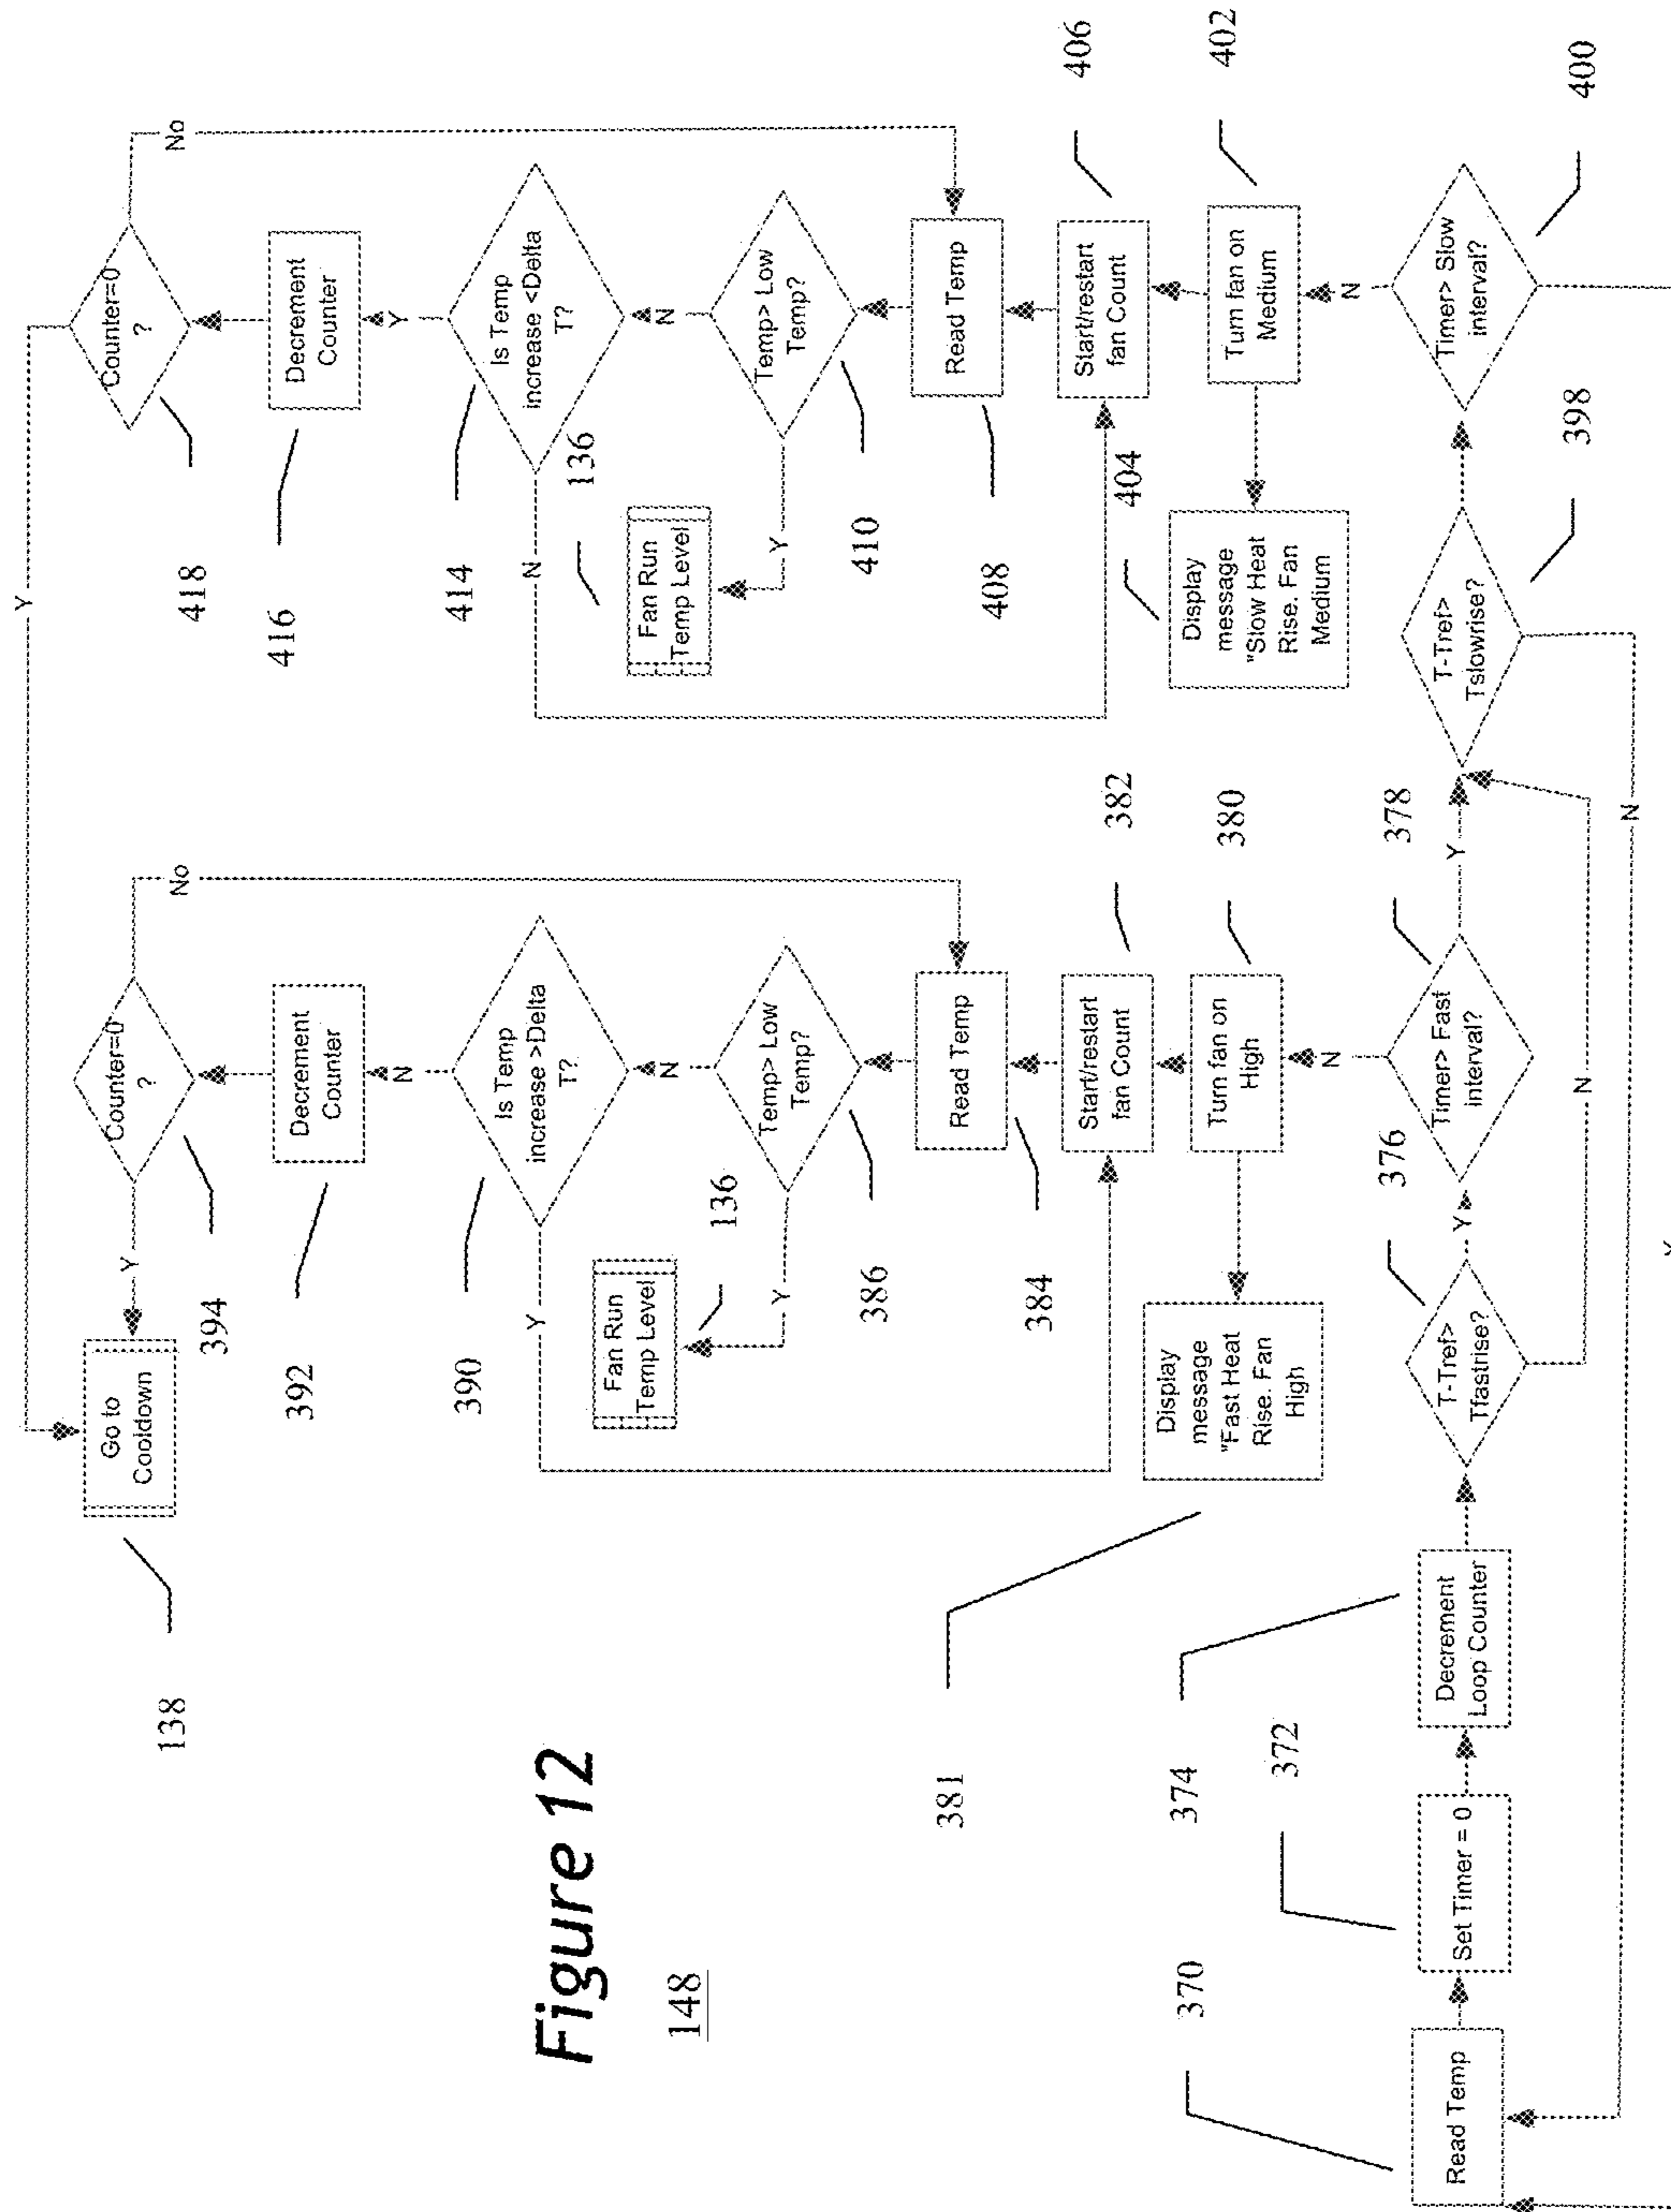 Figure 12
148
370
Read Temp
372
Set Timer = 0
374
Decrement
Loop Counter
376
T-Tref>
Tfastrise?
Y
N
378
Timer> Fast
interval?
Y
N
380
Turn fan on
High
381
Display
message
"Fast Heat
Rise. Fan
High
382
Start/restart
fan Count
384
Read Temp
386
Temp> Low
Temp?
Y
N
136
Fan Run
Temp Level
390
Is Temp
increase >Delta
T?
Y
N
392
Decrement
Counter
394
Counter=0
?
Y
No
138
Go to
Cooldown
398
T-Tref>
Tslowrise?
N
400
Timer> Slow
interval?
N
Y
402
Turn fan on
Medium
404
Display
message
"Slow Heat
Rise. Fan
Medium
406
Start/restart
fan Count
408
Read Temp
410
Temp> Low
Temp?
Y
N
136
Fan Run
Temp Level
414
Is Temp
increase <Delta
T?
N
Y
416
Decrement
Counter
418
Counter=0
?
No
Y